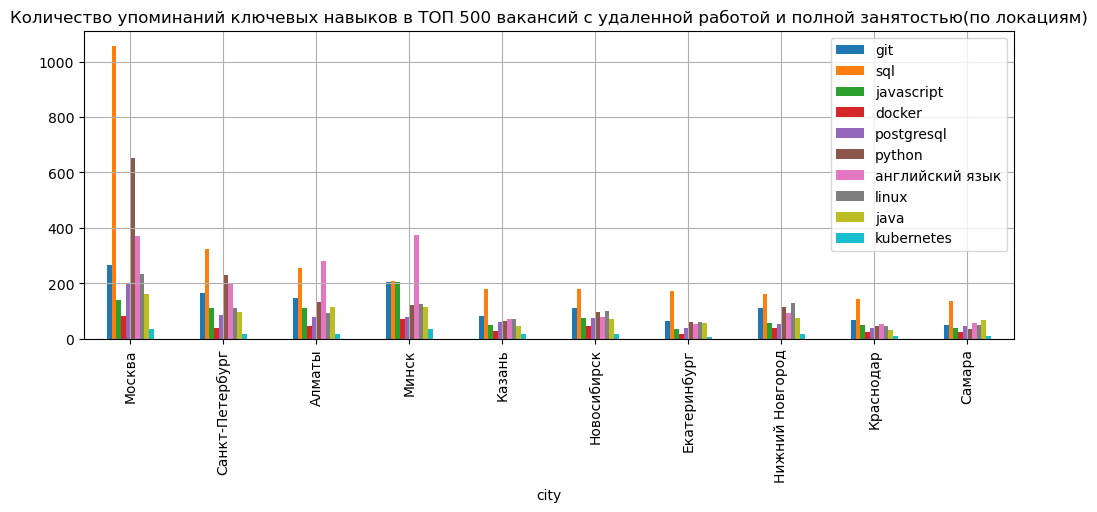 Количество упоминаний ключевых навыков в ТОП 500 вакансий с удаленной работой и полной занятостью(по локациям)
1000
800
600
400
200
0
git
sql
javascript
docker
postgresql
python
английский язык
linux
java
kubernetes
Москва
Санкт-Петербург
Алматы
Минск
Казань
Новосибирск
Екатеринбург
Нижний Новгород
Краснодар
Самара
city